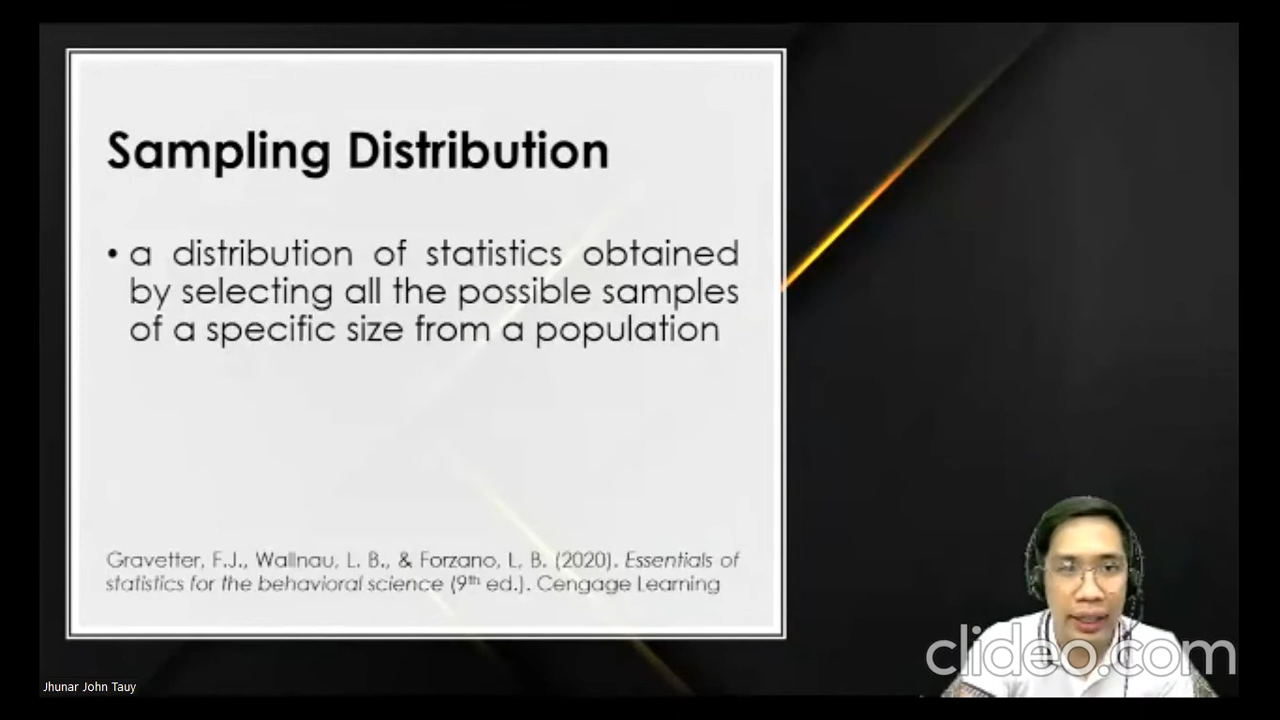 Sampling Distribution
• a distribution of statistics obtained
by selecting all the possible samples
of a specific size from a population
Gravetter, F.J., Wallnau, L. B., & Forzano, L, B. (2020). Essentials of
statistics for the behavioral science (9th ed.). Cengage Learning
clideo.com
Jhunar John Tauy